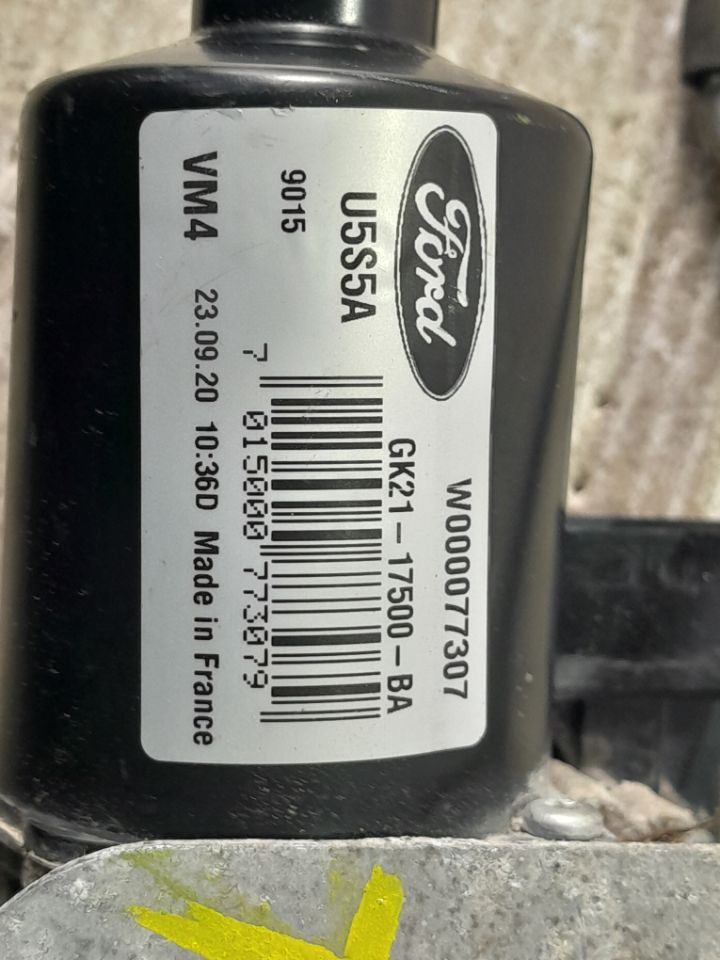 Ford
W000077307
GK21-17500-BA
U5S5A
9015
7 015000 773079
VM4 23.09.20 10:36D Made in France